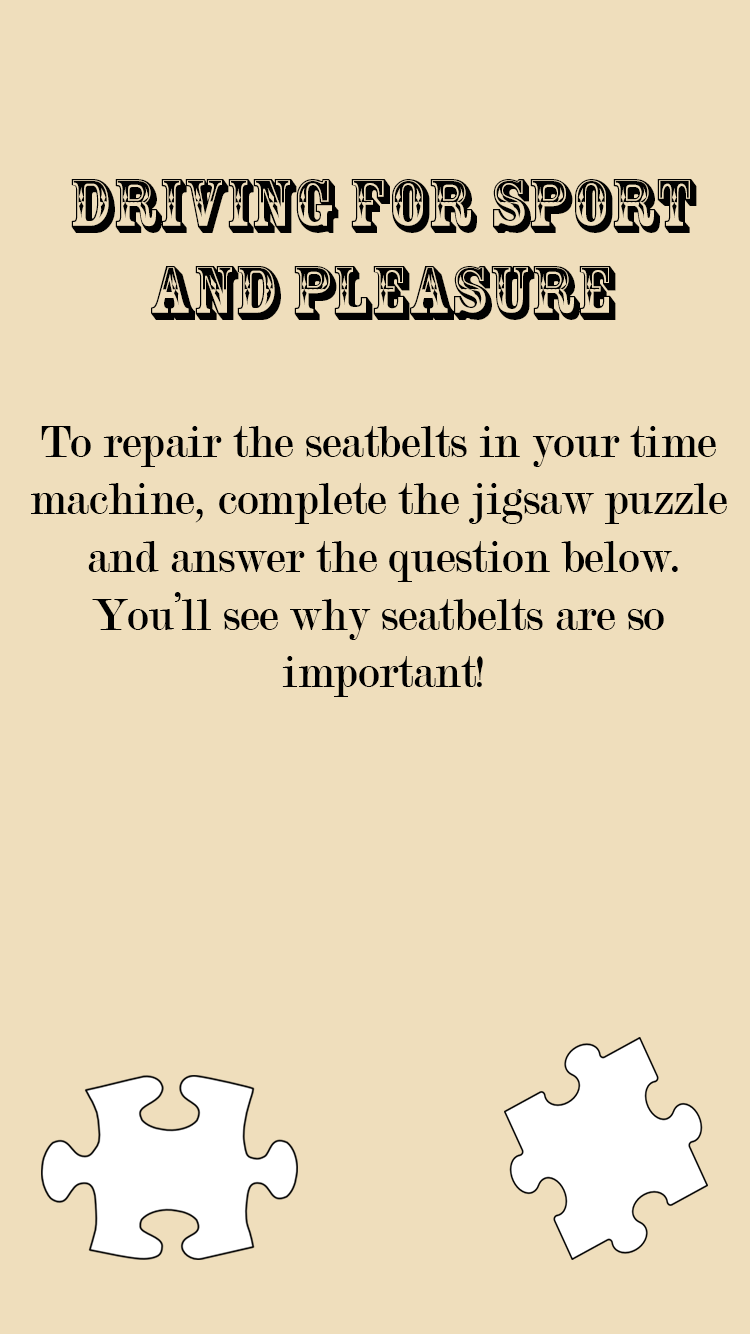 DRIVING FOR SPORT
AND PLEASURE
To repair the seatbelts in your time
machine, complete the jigsaw puzzle
and answer the question below.
You'll see why seatbelts are so
important!